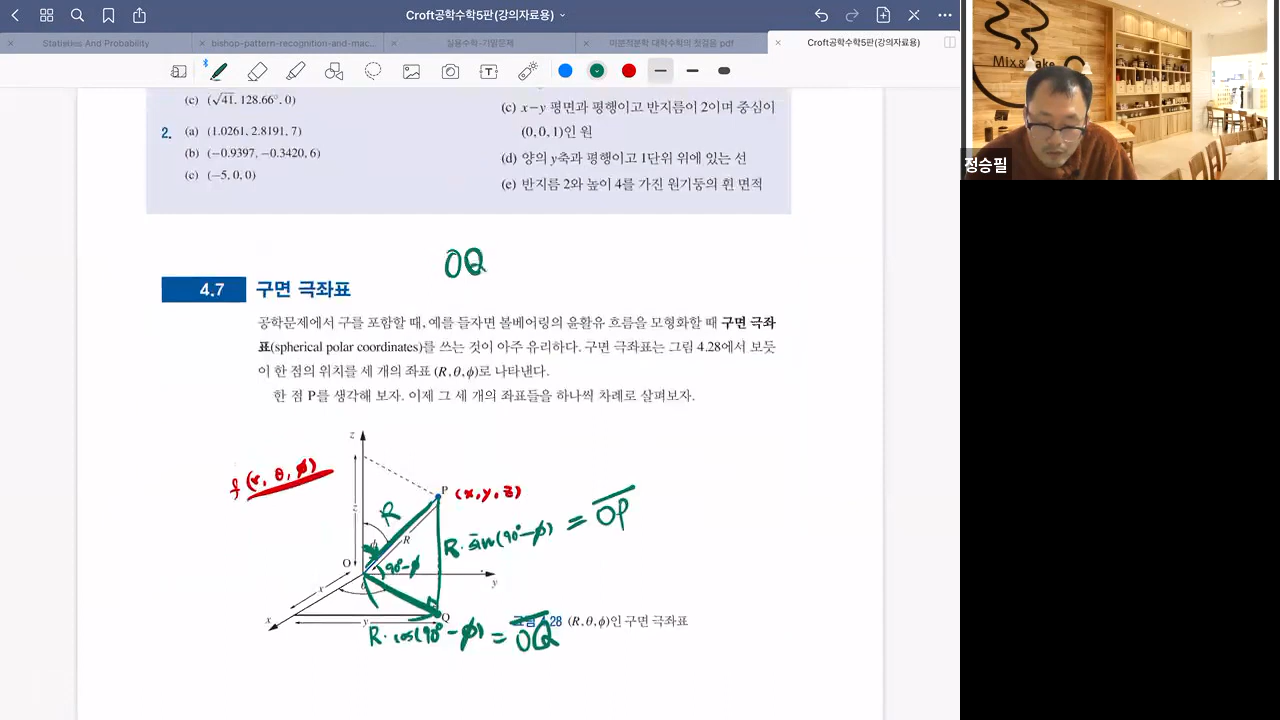 Croft공학수학5판(강의자료용)
Statistics And Probability
bishop-pattern-recognition-and-mac...
실용수학-기말문제
미분적분학 대학수학의 첫걸음.pdf
Croft공학수학5판(강의자료용)
Mix&
정승필
(c) (√41, 128.66°, 0)
2. (a) (1.0261, 2.8191, 7)
(b) (−0.9397, −0.3420, 6)
(c) (−5, 0, 0)
(c) x−y 평면과 평행이고 반지름이 2이며 중심이
(0, 0, 1)인 원
(d) 양의 y축과 평행이고 1단위 위에 있는 선
(e) 반지름 2와 높이 4를 가진 원기둥의 휜 면적
OQ
4.7 구면 극좌표
공학문제에서 구를 포함할 때, 예를 들자면 볼베어링의 윤활유 흐름을 모형화할 때 구면 극좌
표(spherical polar coordinates)를 쓰는 것이 아주 유리하다. 구면 극좌표는 그림 4.28에서 보듯
이 한 점의 위치를 세 개의 좌표 (R, θ, ϕ)로 나타낸다.
한 점 P를 생각해 보자. 이제 그 세 개의 좌표들을 하나씩 차례로 살펴보자.
z
f(r, θ, ϕ)
P (x, y, z)
z
R
R · sin(90° − ϕ) = OP
ϕ
R
O
90° − ϕ
y
x
θ
x
y
Q
그림 4.28 (R, θ, ϕ)인 구면 극좌표
R · cos(90° − ϕ) = OQ